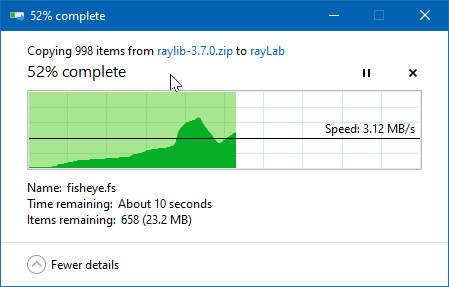 52% complete
Copying 998 items from raylib-3.7.0.zip to rayLab
52% complete
Speed: 3.12 MB/s
Name: fisheye.fs
Time remaining: About 10 seconds
Items remaining: 658 (23.2 MB)
Fewer details